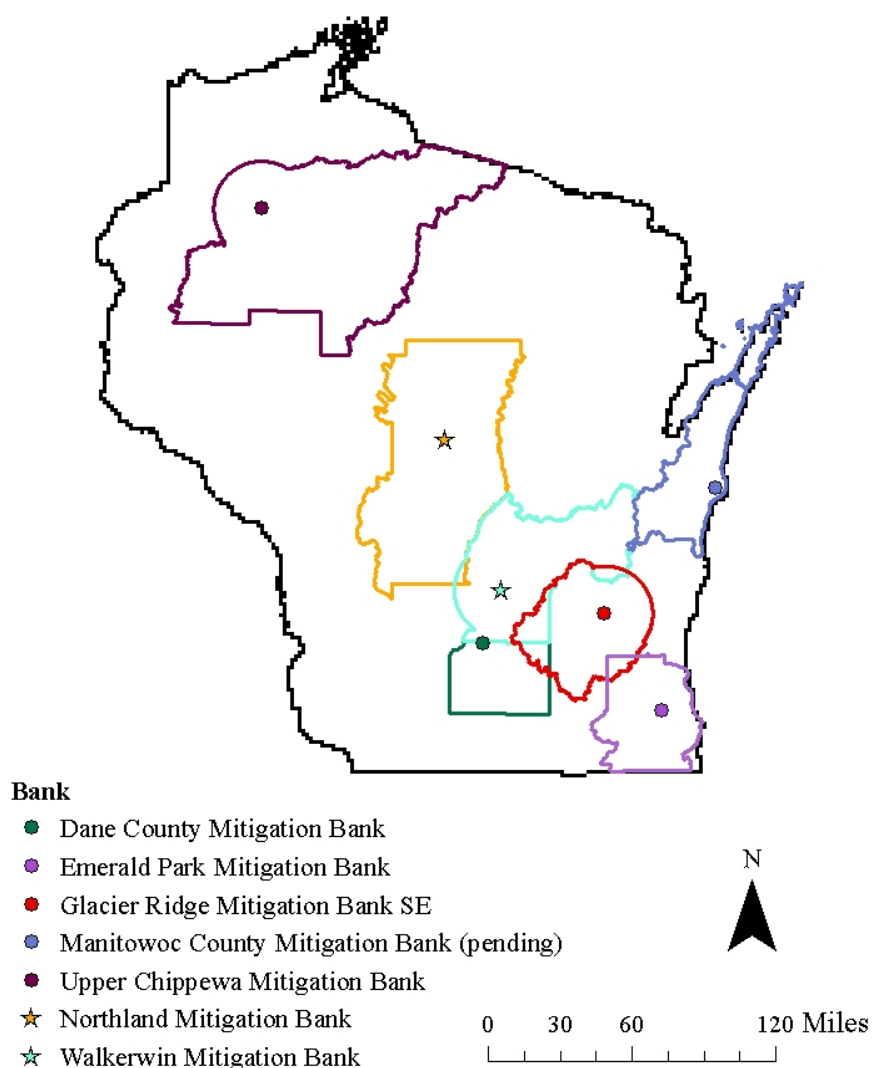 Bank
Dane County Mitigation Bank
Emerald Park Mitigation Bank
Glacier Ridge Mitigation Bank SE
Manitowoc County Mitigation Bank (pending)
Upper Chippewa Mitigation Bank
Northland Mitigation Bank
Walkerwin Mitigation Bank
N
0 30 60 120 Miles